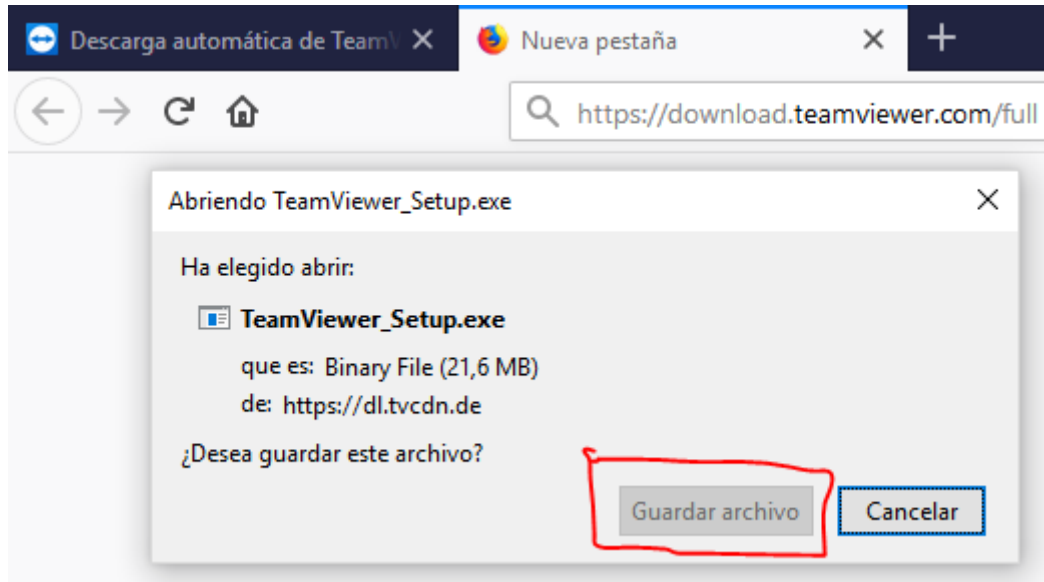 Descarga automática de TeamV
Nueva pestaña
https://download.teamviewer.com/full
Abriendo TeamViewer_Setup.exe
Ha elegido abrir:
TeamViewer_Setup.exe
que es: Binary File (21,6 MB)
de: https://dl.tvcdn.de
¿Desea guardar este archivo?
Guardar archivo
Cancelar